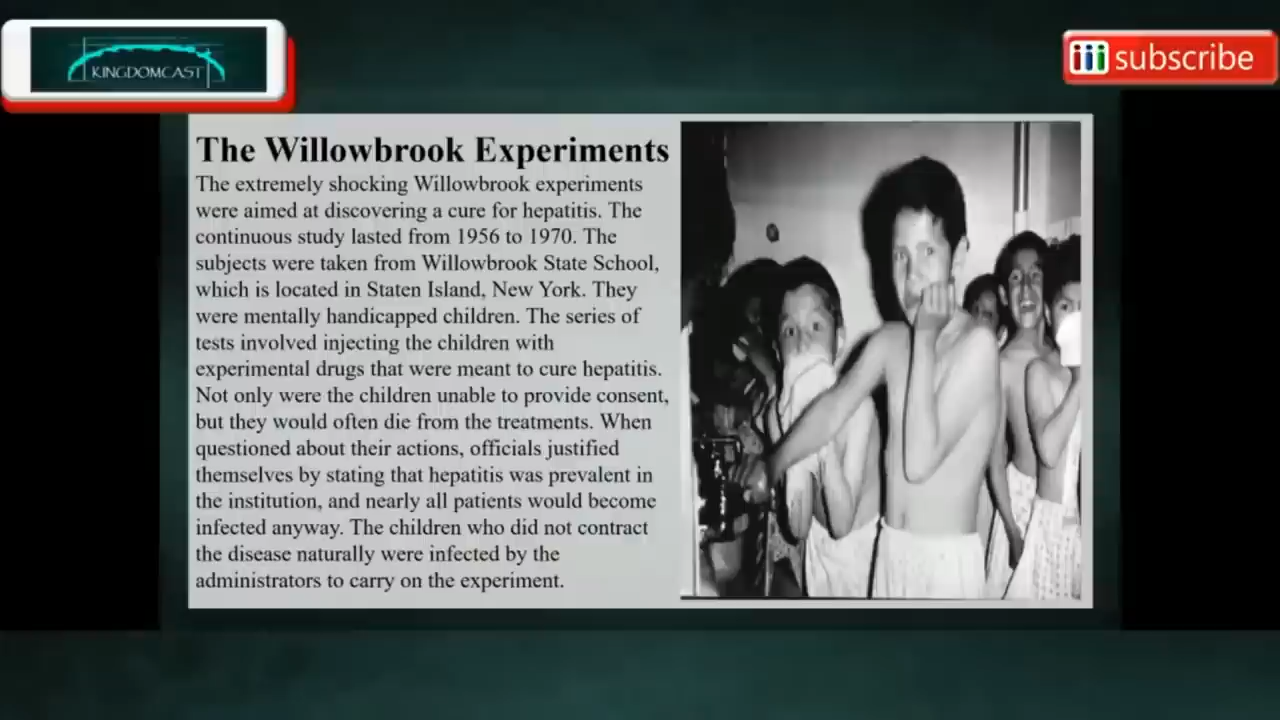 KINGDOMCAST
subscribe
The Willowbrook Experiments
The extremely shocking Willowbrook experiments
were aimed at discovering a cure for hepatitis. The
continuous study lasted from 1956 to 1970. The
subjects were taken from Willowbrook State School,
which is located in Staten Island, New York. They
were mentally handicapped children. The series of
tests involved injecting the children with
experimental drugs that were meant to cure hepatitis.
Not only were the children unable to provide consent,
but they would often die from the treatments. When
questioned about their actions, officials justified
themselves by stating that hepatitis was prevalent in
the institution, and nearly all patients would become
infected anyway. The children who did not contract
the disease naturally were infected by the
administrators to carry on the experiment.